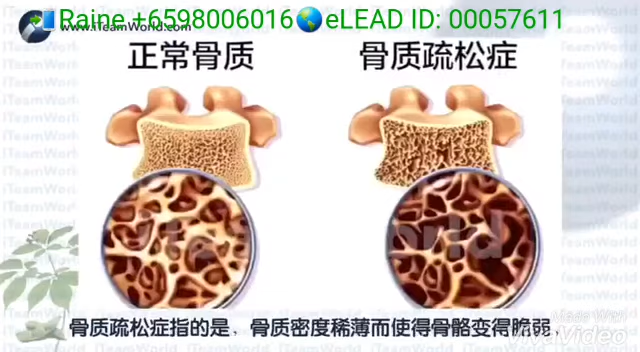 📱Raine +6598006016🌎eLEAD ID: 00057611
www.iTeamWorld.com
正常骨质
骨质疏松症
iTeamWorld
骨质疏松症指的是，骨质密度稀薄而使得骨骼变得脆弱，
VivaVideo